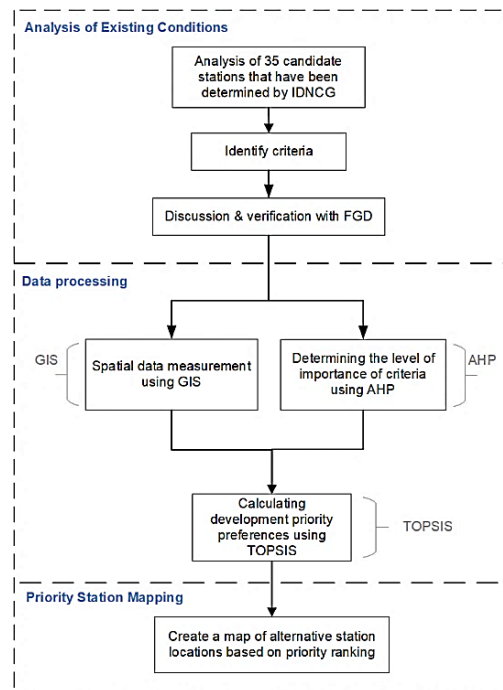 Analysis of Existing Conditions
Analysis of 35 candidate
stations that have been
determined by IDNCG
Identify criteria
Discussion & verification with FGD
Data processing
GIS
Spatial data measurement
using GIS
Determining the level of
importance of criteria
using AHP
AHP
Calculating
development priority
preferences using
TOPSIS
TOPSIS
Priority Station Mapping
Create a map of alternative station
locations based on priority ranking